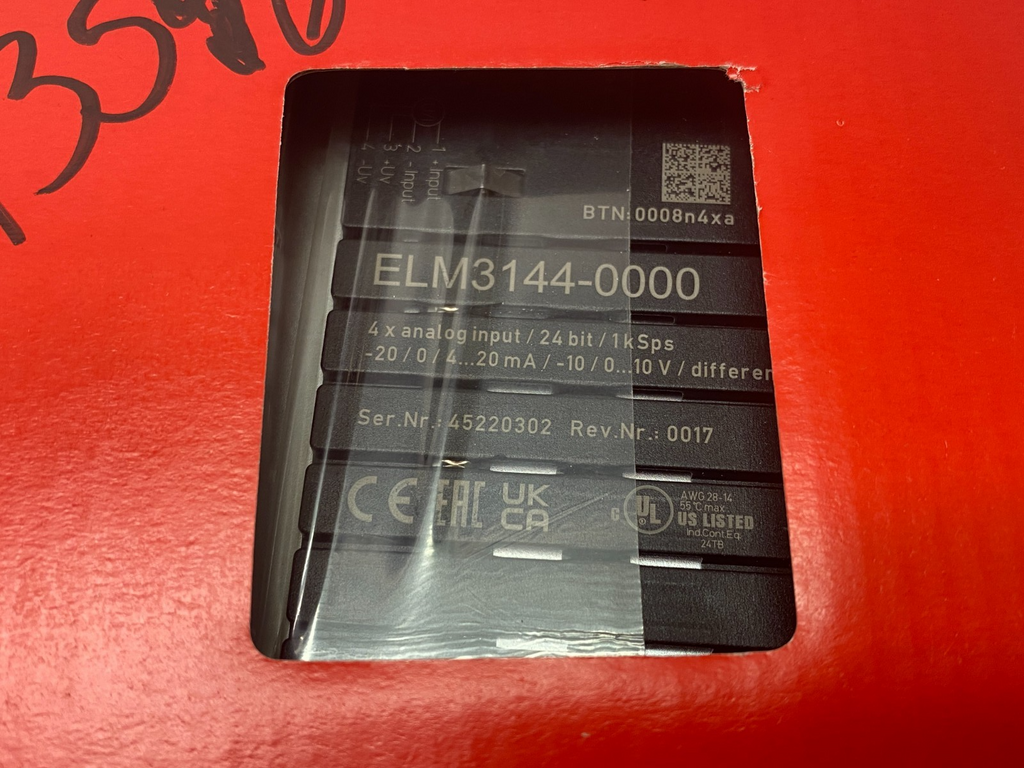 1 +Input
2 -Input
3 +Uv
4 -Uv
BTN:0008n4xa
ELM3144-0000
4 x analog input / 24 bit / 1kSps
-20 / 0 / 4...20 mA / -10 / 0...10 V / differen
Ser.Nr.: 45220302 Rev.Nr.: 0017
CE EAC UK
CA
C UL US LISTED
AWG 28-14
55°C max
Ind.Cont.Eq.
24TB